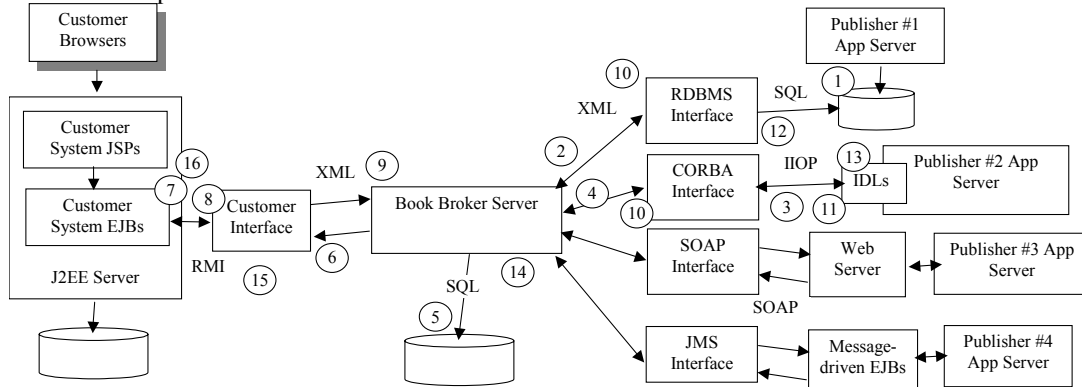 Customer
Browsers
Publisher #1
App Server
Customer
System JSPs
Customer
System EJBs
J2EE Server
16
7
8
Customer
Interface
RMI
15
XML
9
6
Book Broker Server
14
SQL
5
2
4
10
XML
RDBMS
Interface
SQL
12
1
10
CORBA
Interface
IIOP
3
13
IDLs
11
Publisher #2 App
Server
SOAP
Interface
SOAP
Web
Server
Publisher #3 App
Server
JMS
Interface
Message-
driven EJBs
Publisher #4
App Server